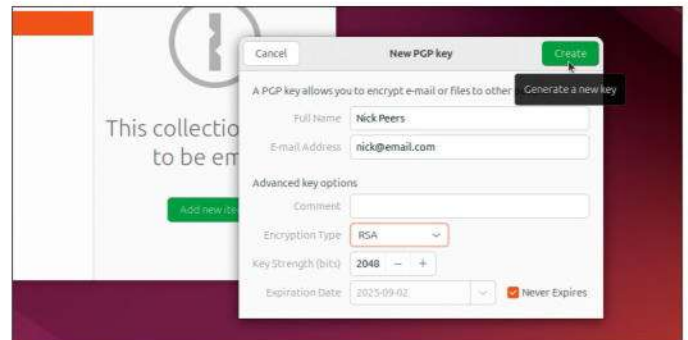 Cancel
New PGP key
Create
Generate a new key
A PGP key allows you to encrypt e-mail or files to other
Full Name
Nick Peers
E-mail Address
nick@email.com
This collectio
to be em
Add new ite
Advanced key options
Comment
Encryption Type
RSA
Key Strength (bits)
2048
Expiration Date
2025-09-02
Never Expires